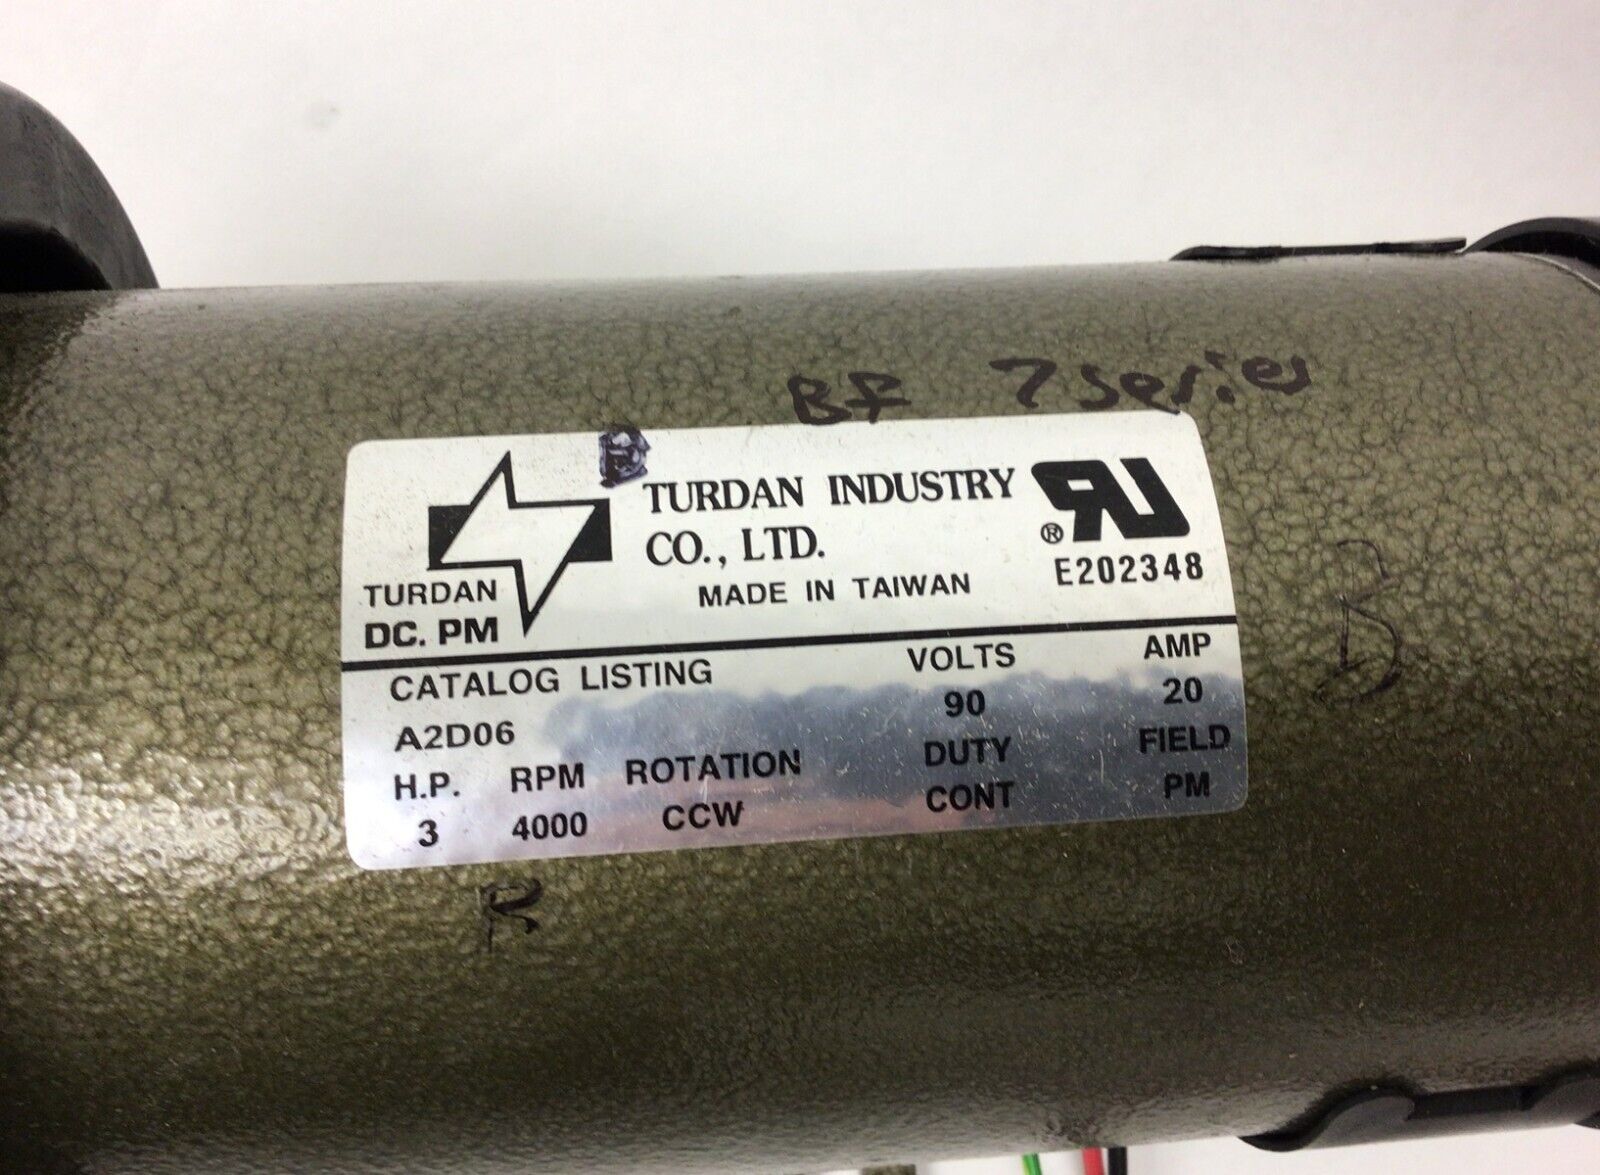 BF 7 Series
B
TURDAN INDUSTRY
CO., LTD.
MADE IN TAIWAN
RU
®
E202348
TURDAN
DC. PM
CATALOG LISTING VOLTS AMP
A2D06 90 20
H.P. RPM ROTATION DUTY FIELD
3 4000 CCW CONT PM
B
R